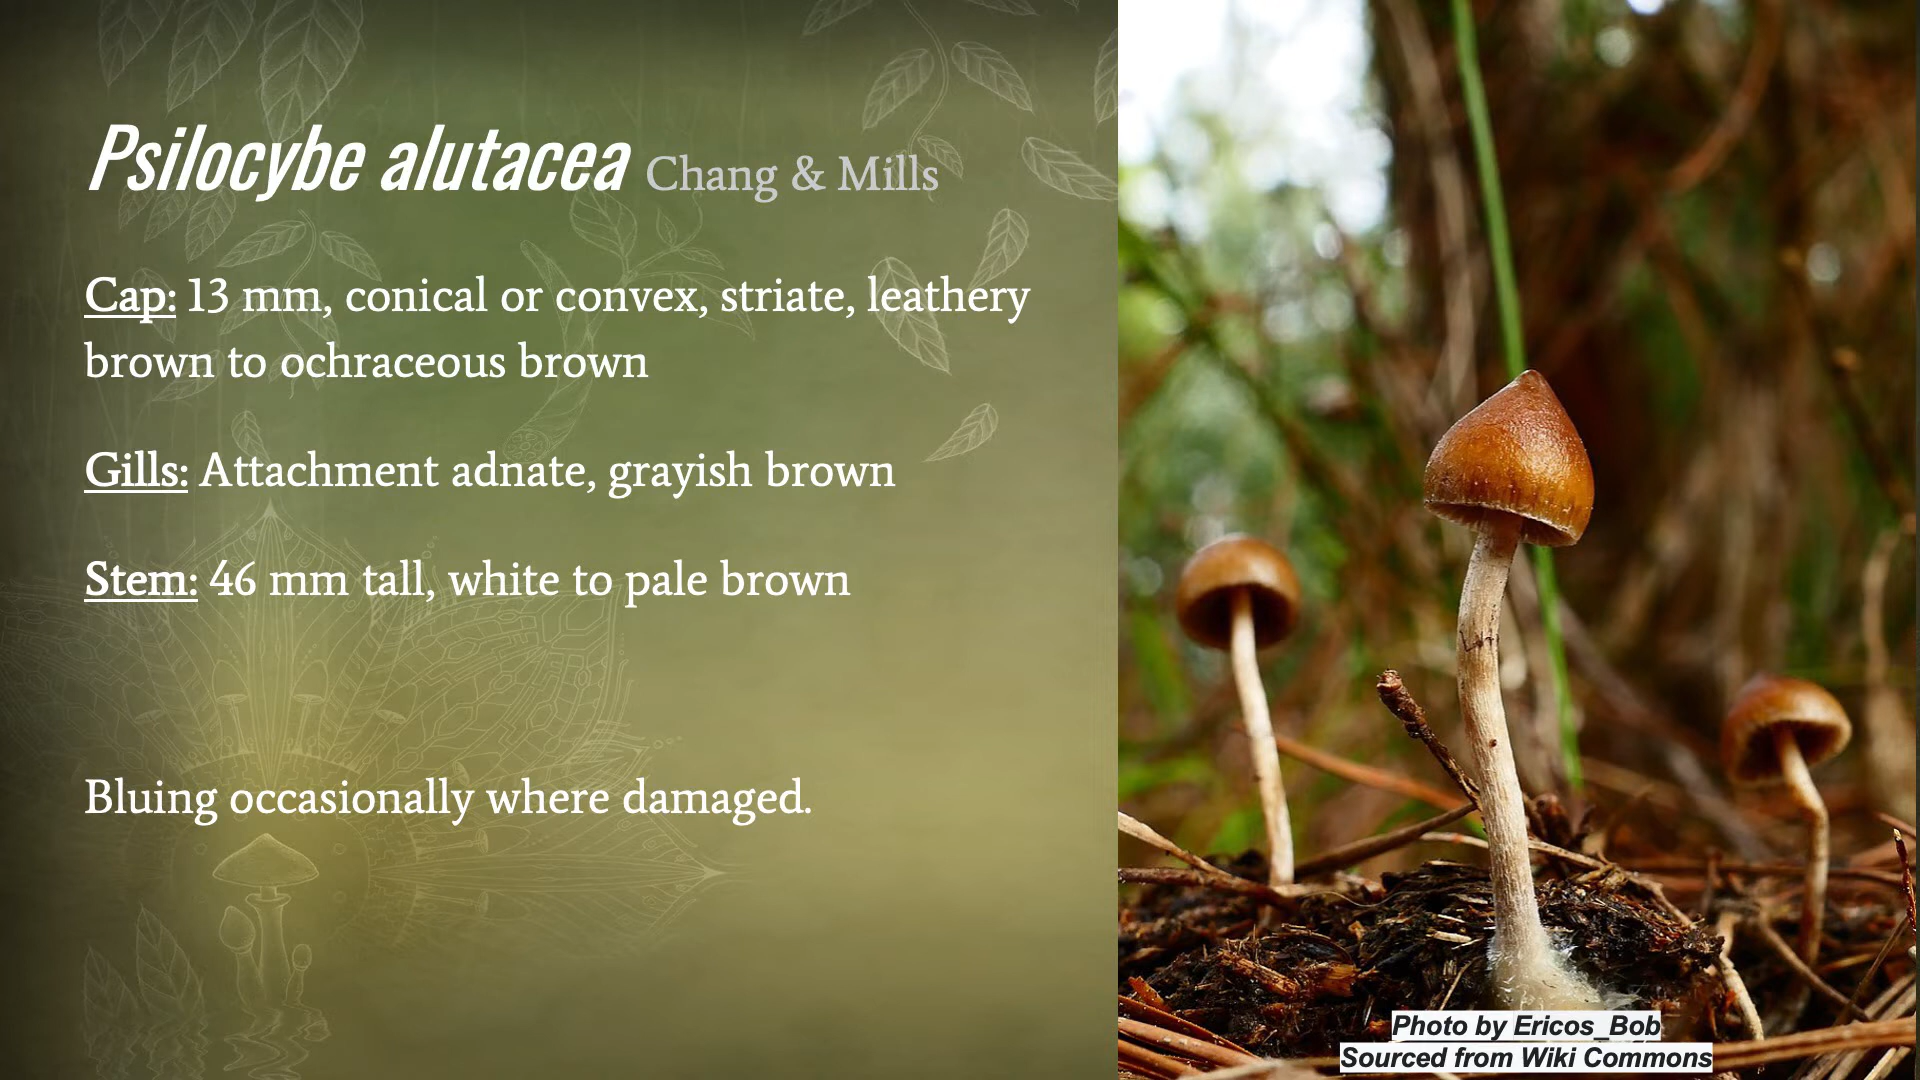 Psilocybe alutacea Chang & Mills
Cap: 13 mm, conical or convex, striate, leathery
brown to ochraceous brown
Gills: Attachment adnate, grayish brown
Stem: 46 mm tall, white to pale brown
Bluing occasionally where damaged.
Photo by Ericos_Bob
Sourced from Wiki Commons